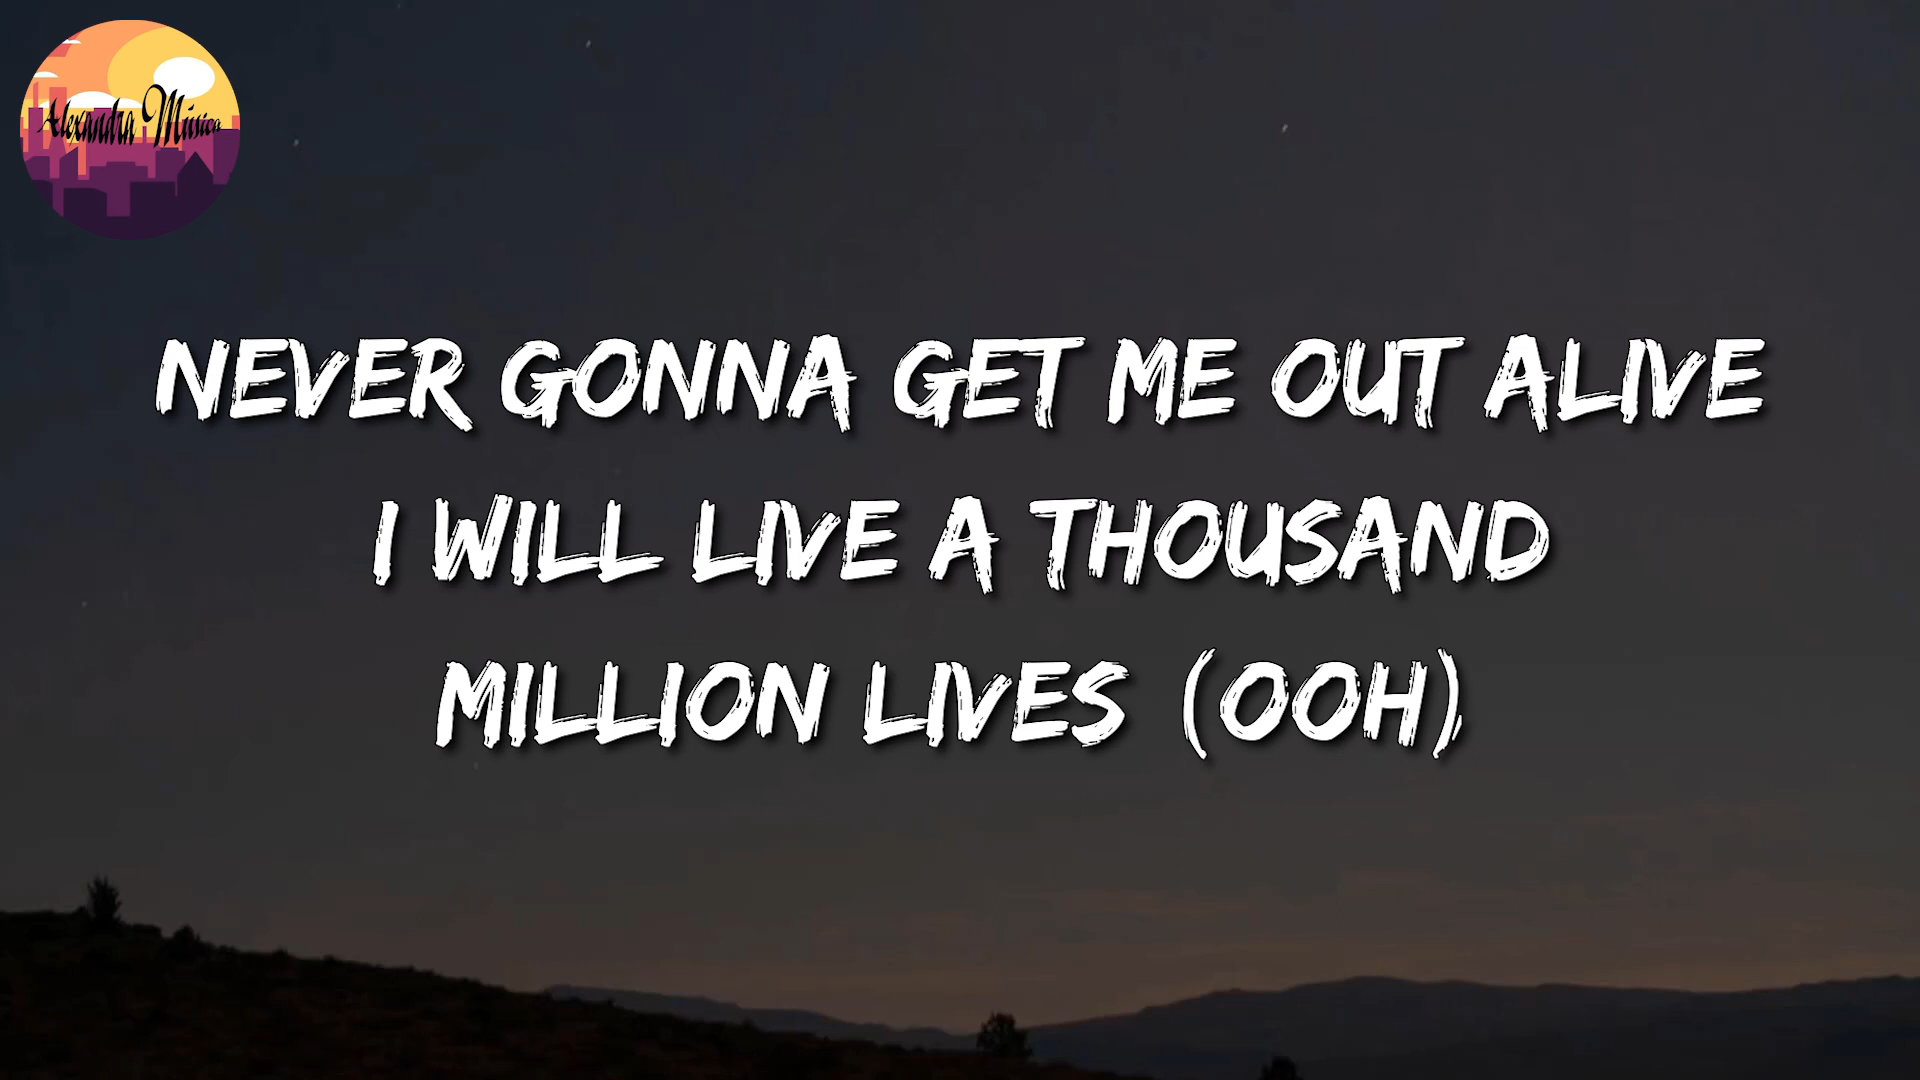 Alexandra Música
NEVER GONNA GET ME OUT ALIVE
I WILL LIVE A THOUSAND
MILLION LIVES (OOH)